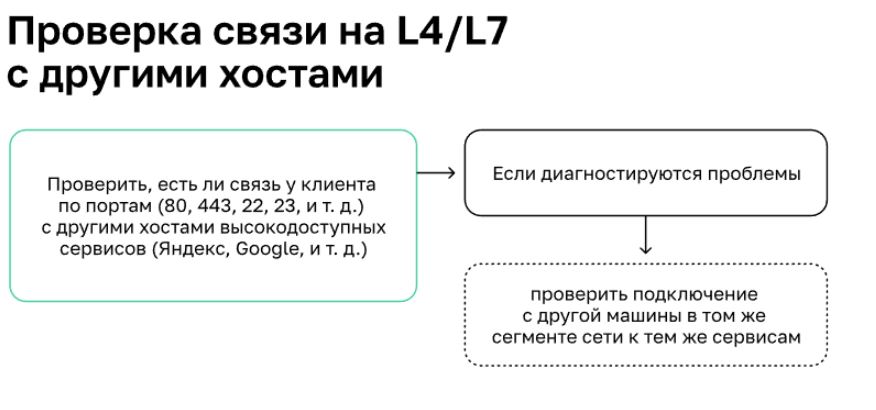 Проверка связи на L4/L7
с другими хостами
Проверить, есть ли связь у клиента
по портам (80, 443, 22, 23, и т. д.)
с другими хостами высокодоступных
сервисов (Яндекс, Google, и т. д.)
Если диагностируются проблемы
проверить подключение
с другой машины в том же
сегменте сети к тем же сервисам